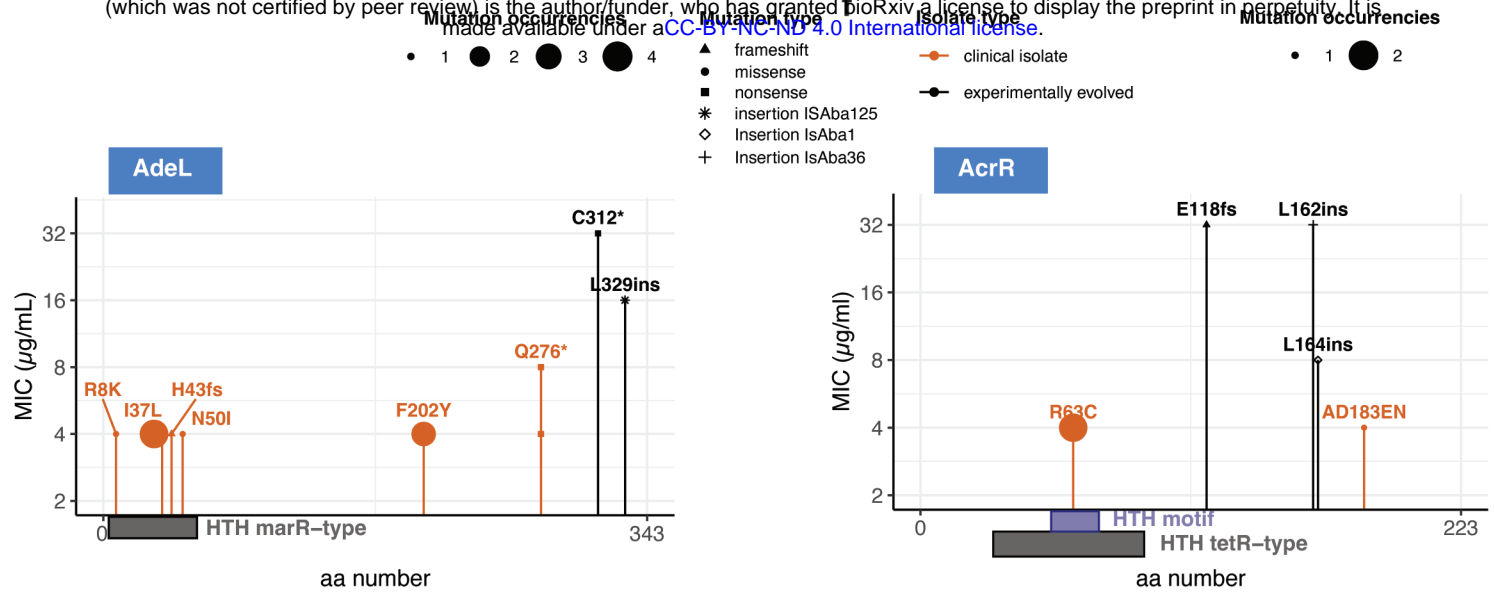 (which was not certified by peer review) is the author/funder, who has granted bioRxiv a license to display the preprint in perpetuity. It is
made available under aCC-BY-NC-ND 4.0 International license.
Mutation occurrencies
1 2 3 4
Mutation type
frameshift
missense
nonsense
insertion ISAba125
Insertion IsAba1
Insertion IsAba36
Isolate type
clinical isolate
experimentally evolved
Mutation occurrencies
1 2
AdeL
MIC (µg/mL)
32
16
8
4
2
C312*
L329ins
Q276*
R8K
H43fs
I37L
N50I
F202Y
0
343
HTH marR−type
aa number
AcrR
MIC (µg/ml)
32
16
8
4
2
E118fs
L162ins
L164ins
R63C
AD183EN
0
223
HTH motif
HTH tetR−type
aa number